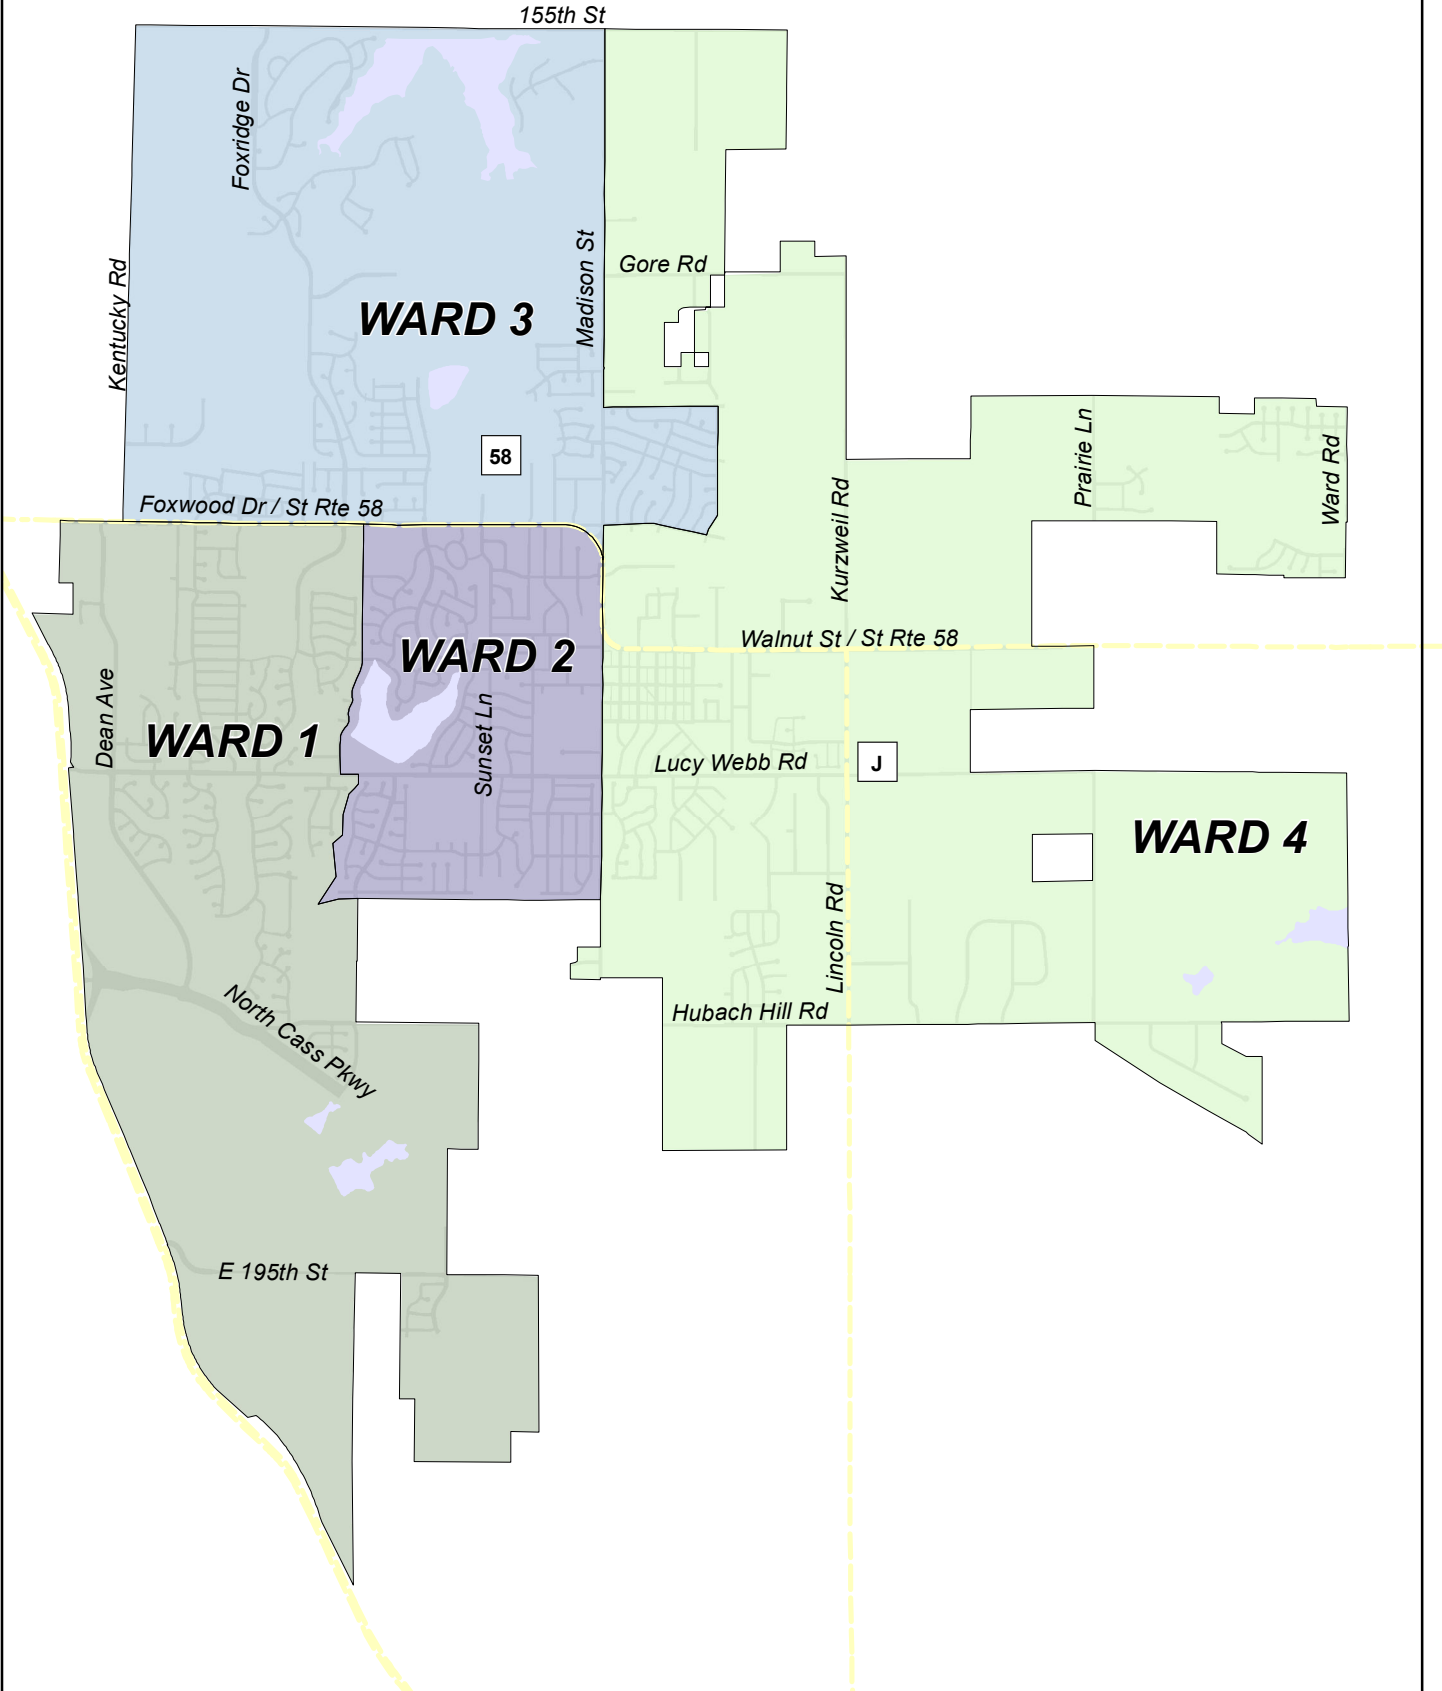 155th St
Foxridge Dr
Madison St
Gore Rd
Kentucky Rd
WARD 3
58
Prairie Ln
Ward Rd
Kurzweil Rd
Foxwood Dr / St Rte 58
Walnut St / St Rte 58
WARD 2
Dean Ave
WARD 1
Sunset Ln
Lucy Webb Rd
J
WARD 4
Lincoln Rd
Hubach Hill Rd
North Cass Pkwy
E 195th St